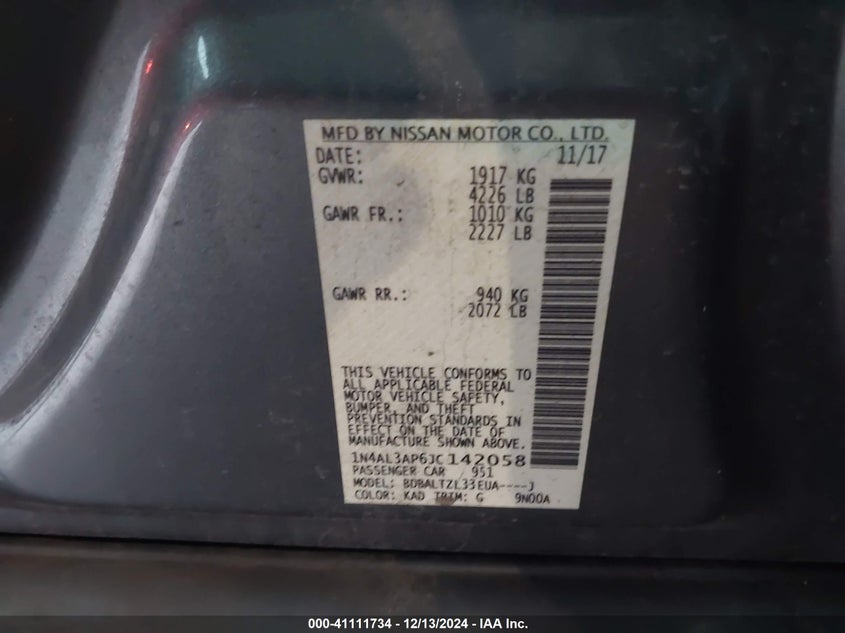 MFD BY NISSAN MOTOR CO., LTD.
DATE: 11/17
GVWR: 1917 KG
4226 LB
GAWR FR.: 1010 KG
2227 LB
GAWR RR.: 940 KG
2072 LB
THIS VEHICLE CONFORMS TO
ALL APPLICABLE FEDERAL
MOTOR VEHICLE SAFETY,
BUMPER, AND THEFT
PREVENTION STANDARDS IN
EFFECT ON THE DATE OF
MANUFACTURE SHOWN ABOVE.
1N4AL3AP6JC142058
PASSENGER CAR 951
MODEL: BDBALTZL33EUA----J
COLOR: KAD TRIM: G 9N00A
000-41111734 - 12/13/2024 - IAA Inc.